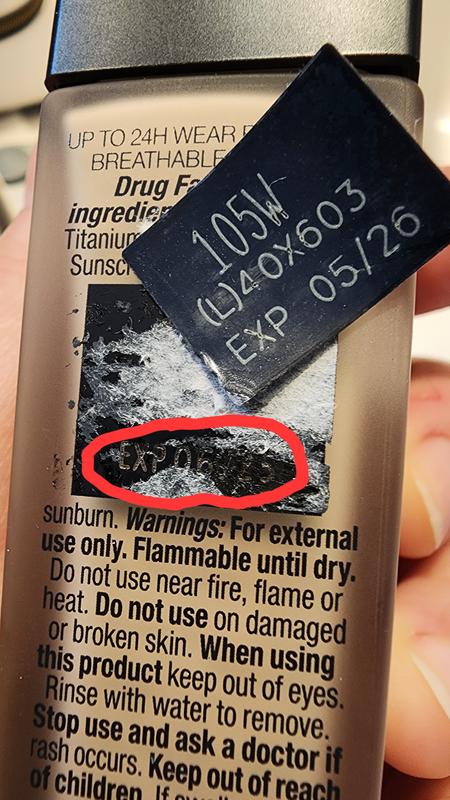 UP TO 24H WEAR
BREATHABLE
Drug
Titanium
105W
(L)40X603
EXP 05/26
EXP
sunburn. Warnings: For external
use only. Flammable until dry.
Do not use near fire, flame or
heat. Do not use on damaged
or broken skin. When using
this product keep out of eyes.
Rinse with water to remove.
Stop use and ask a doctor if
rash occurs. Keep out of reach
of children.